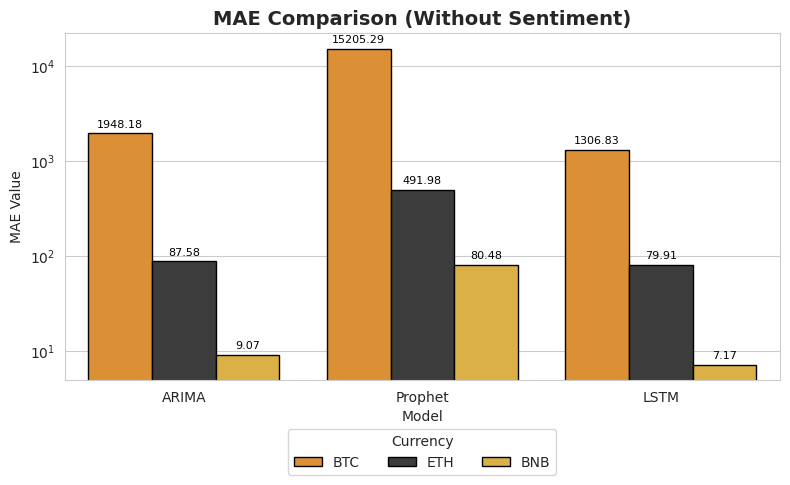 MAE Comparison (Without Sentiment)
MAE Value
10^4
10^3
10^2
10^1
1948.18
87.58
9.07
15205.29
491.98
80.48
1306.83
79.91
7.17
ARIMA
Prophet
LSTM
Model
Currency
BTC
ETH
BNB